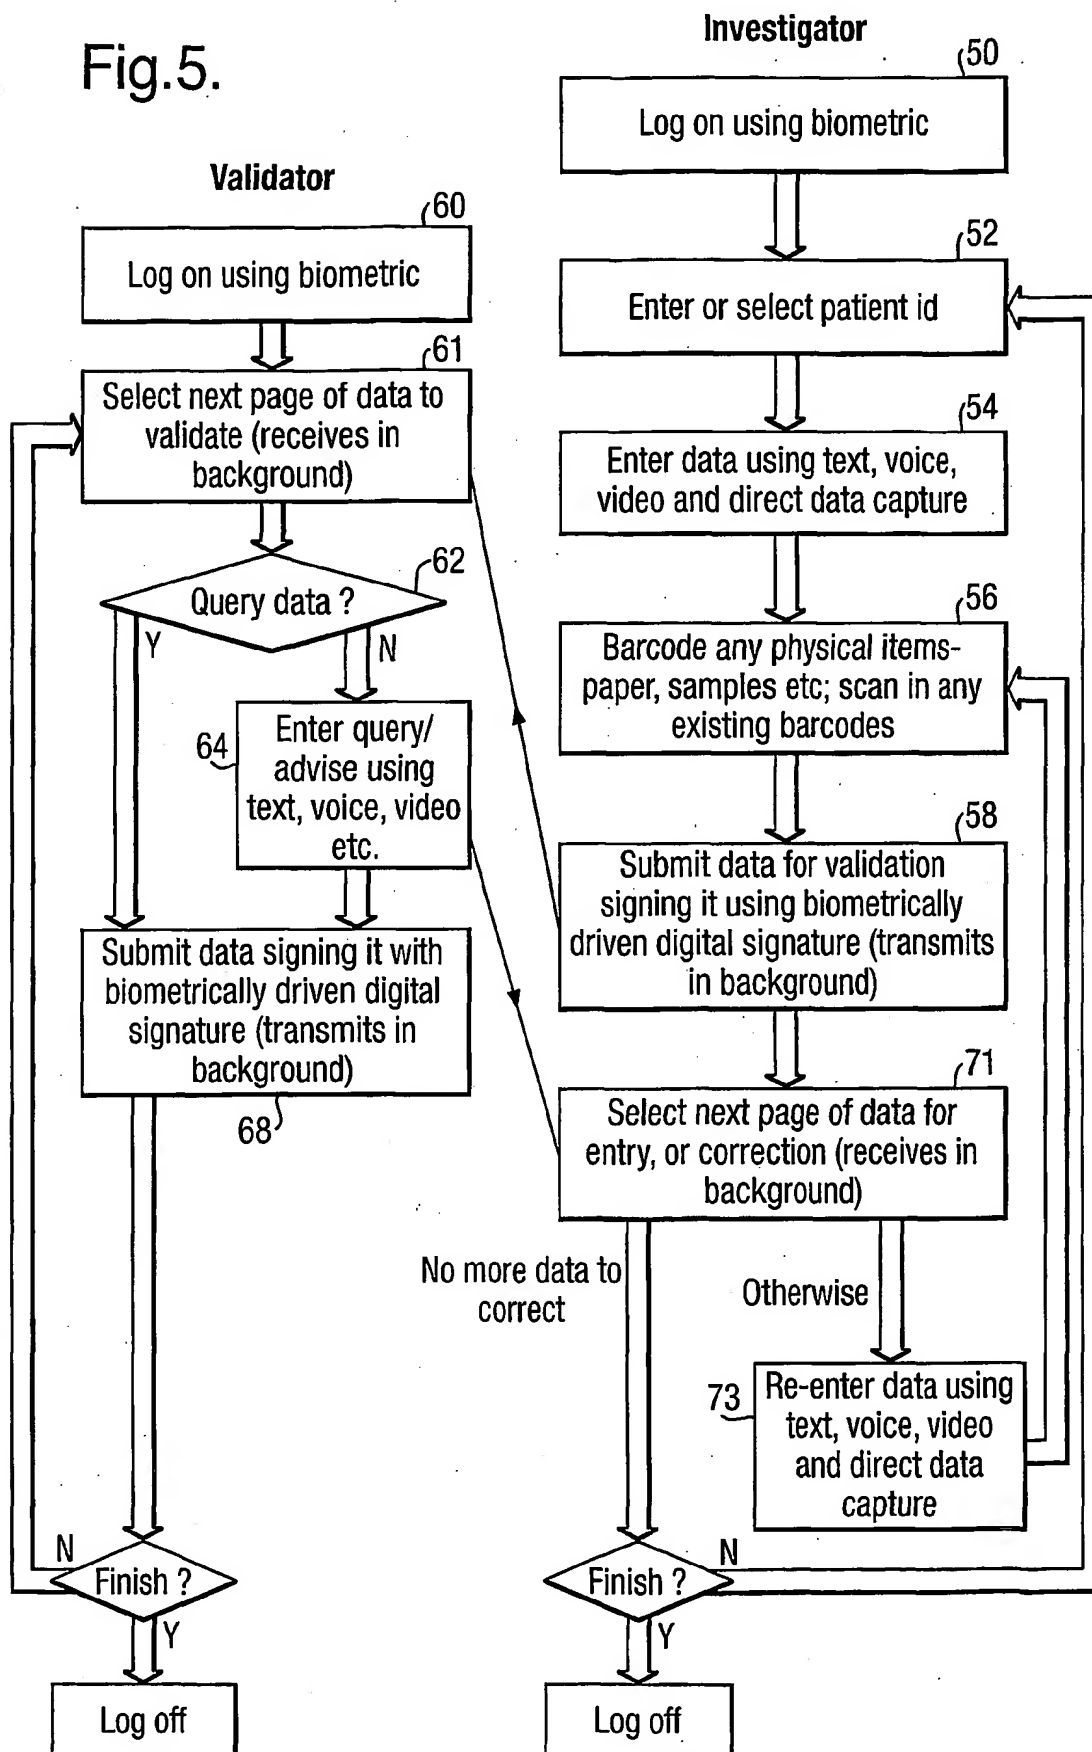 Fig.5.
Validator
60
Log on using biometric
61
Select next page of data to
validate (receives in
background)
62
Query data ?
Y
N
64
Enter query/
advise using
text, voice, video
etc.
Submit data signing it with
biometrically driven digital
signature (transmits in
background)
68
N
Finish ?
Y
Log off
Investigator
50
Log on using biometric
52
Enter or select patient id
54
Enter data using text, voice,
video and direct data capture
56
Barcode any physical items-
paper, samples etc; scan in any
existing barcodes
58
Submit data for validation
signing it using biometrically
driven digital signature (transmits
in background)
71
Select next page of data for
entry, or correction (receives in
background)
No more data to
correct
Otherwise
73
Re-enter data using
text, voice, video
and direct data
capture
N
Finish ?
Y
Log off